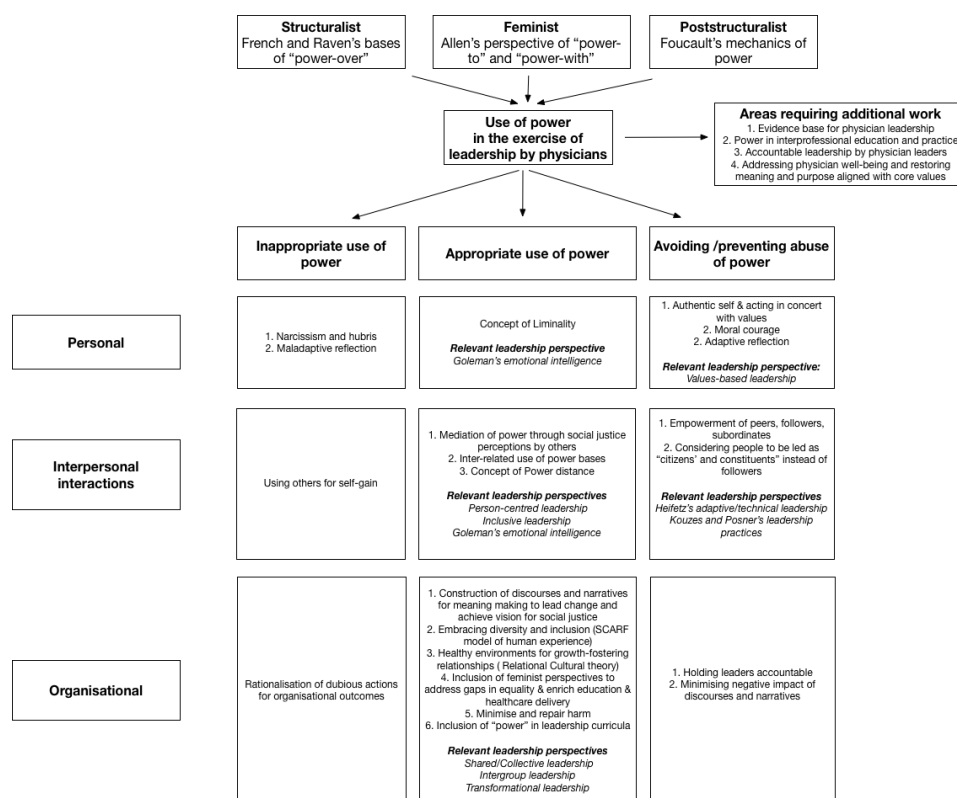 Structuralist
French and Raven's bases
of "power-over"
Feminist
Allen's perspective of "power-
to" and "power-with"
Poststructuralist
Foucault's mechanics of
power
Use of power
in the exercise of
leadership by physicians
Areas requiring additional work
1. Evidence base for physician leadership
2. Power in interprofessional education and practice
3. Accountable leadership by physician leaders
4. Addressing physician well-being and restoring
meaning and purpose aligned with core values
Inappropriate use of
power
Appropriate use of power
Avoiding /preventing abuse
of power
Personal
1. Narcissism and hubris
2. Maladaptive reflection
Concept of Liminality
Relevant leadership perspective
Goleman's emotional intelligence
1. Authentic self & acting in concert
with values
2. Moral courage
2. Adaptive reflection
Relevant leadership perspective:
Values-based leadership
Interpersonal
interactions
Using others for self-gain
1. Mediation of power through social justice
perceptions by others
2. Inter-related use of power bases
3. Concept of Power distance
Relevant leadership perspectives
Person-centred leadership
Inclusive leadership
Goleman's emotional intelligence
1. Empowerment of peers, followers,
subordinates
2. Considering people to be led as
"citizens' and constituents" instead of
followers
Relevant leadership perspectives
Heifetz's adaptive/technical leadership
Kouzes and Posner's leadership
practices
Organisational
Rationalisation of dubious actions
for organisational outcomes
1. Construction of discourses and narratives
for meaning making to lead change and
achieve vision for social justice
2. Embracing diversity and inclusion (SCARF
model of human experience)
3. Healthy environments for growth-fostering
relationships ( Relational Cultural theory)
4. Inclusion of feminist perspectives to
address gaps in equality & enrich education &
healthcare delivery
5. Minimise and repair harm
6. Inclusion of "power" in leadership curricula
Relevant leadership perspectives
Shared/Collective leadership
Intergroup leadership
Transformational leadership
1. Holding leaders accountable
2. Minimising negative impact of
discourses and narratives